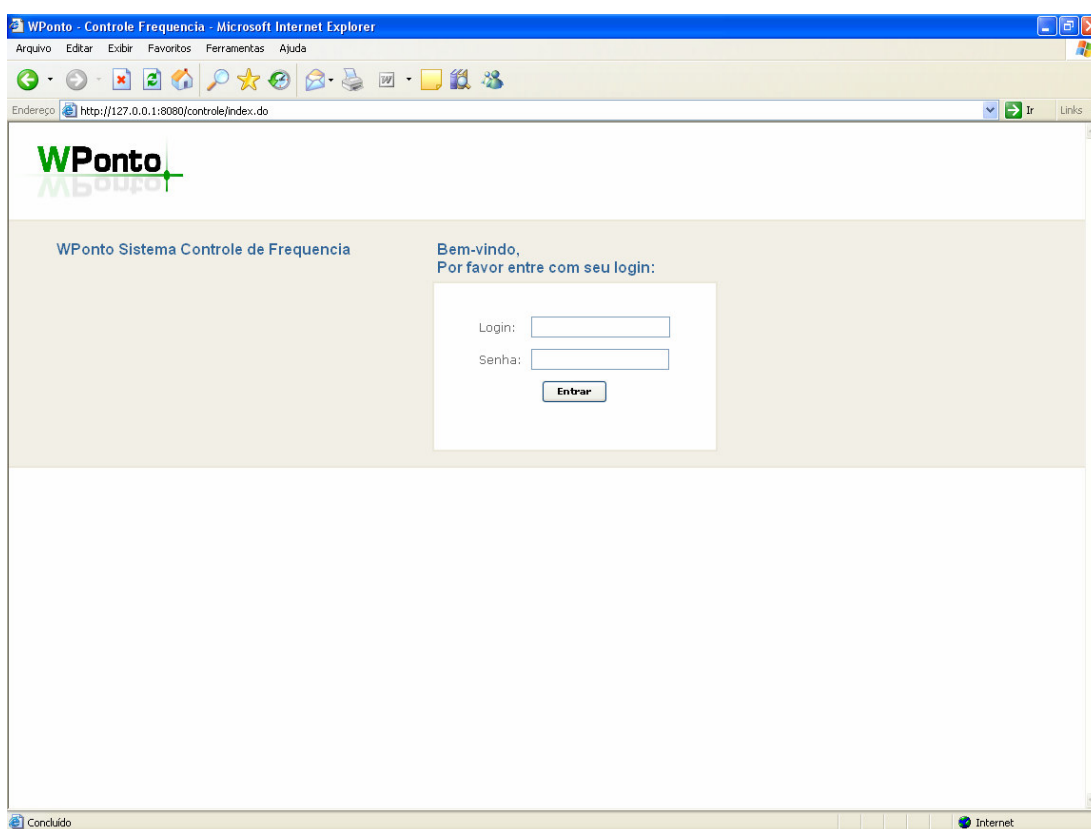 WPonto - Controle Frequencia - Microsoft Internet Explorer
Arquivo Editar Exibir Favoritos Ferramentas Ajuda
Endereço http://127.0.0.1:8080/controle/index.do Ir Links
WPonto
WPonto Sistema Controle de Frequencia
Bem-vindo,
Por favor entre com seu login:
Login:
Senha:
Entrar
Concluído Internet